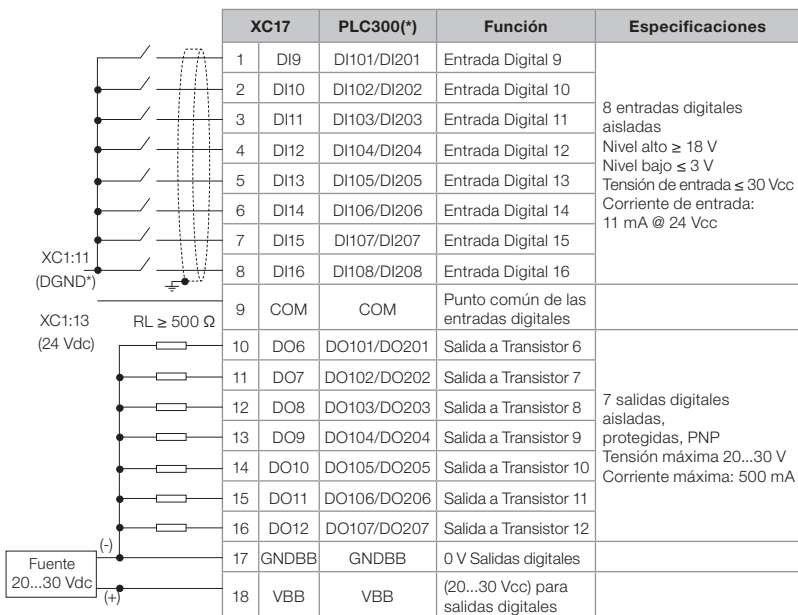 XC17 PLC300(*) Función Especificaciones
1 DI9 DI101/DI201 Entrada Digital 9
2 DI10 DI102/DI202 Entrada Digital 10
3 DI11 DI103/DI203 Entrada Digital 11
4 DI12 DI104/DI204 Entrada Digital 12
5 DI13 DI105/DI205 Entrada Digital 13
6 DI14 DI106/DI206 Entrada Digital 14
7 DI15 DI107/DI207 Entrada Digital 15
8 DI16 DI108/DI208 Entrada Digital 16
8 entradas digitales
aisladas
Nivel alto ≥ 18 V
Nivel bajo ≤ 3 V
Tensión de entrada ≤ 30 Vcc
Corriente de entrada:
11 mA @ 24 Vcc
XC1:11
(DGND*)
9 COM COM Punto común de las
entradas digitales
XC1:13
(24 Vdc)
RL ≥ 500 Ω
10 DO6 DO101/DO201 Salida a Transistor 6
11 DO7 DO102/DO202 Salida a Transistor 7
12 DO8 DO103/DO203 Salida a Transistor 8
13 DO9 DO104/DO204 Salida a Transistor 9
14 DO10 DO105/DO205 Salida a Transistor 10
15 DO11 DO106/DO206 Salida a Transistor 11
16 DO12 DO107/DO207 Salida a Transistor 12
7 salidas digitales
aisladas,
protegidas, PNP
Tensión máxima 20...30 V
Corriente máxima: 500 mA
17 GNDBB GNDBB 0 V Salidas digitales
18 VBB VBB (20...30 Vcc) para
salidas digitales
(-)
Fuente
20...30 Vdc
(+)